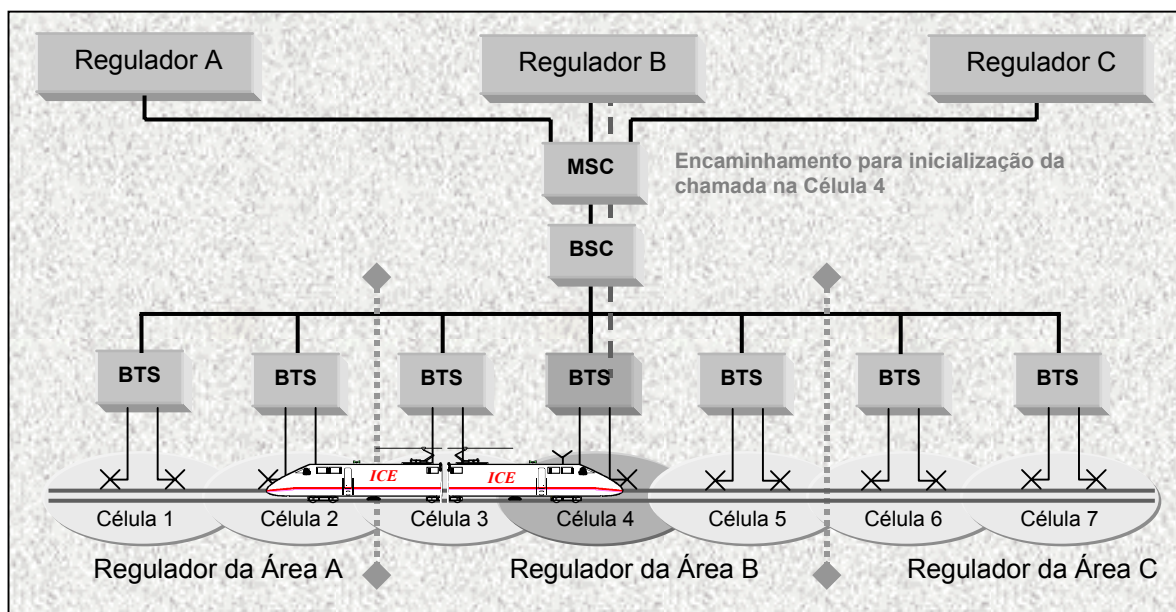 Regulador A
Regulador B
Regulador C
MSC
Encaminhamento para inicialização da
chamada na Célula 4
BSC
BTS
BTS
BTS
BTS
BTS
BTS
BTS
ICE
ICE
Célula 1
Célula 2
Célula 3
Célula 4
Célula 5
Célula 6
Célula 7
Regulador da Área A
Regulador da Área B
Regulador da Área C